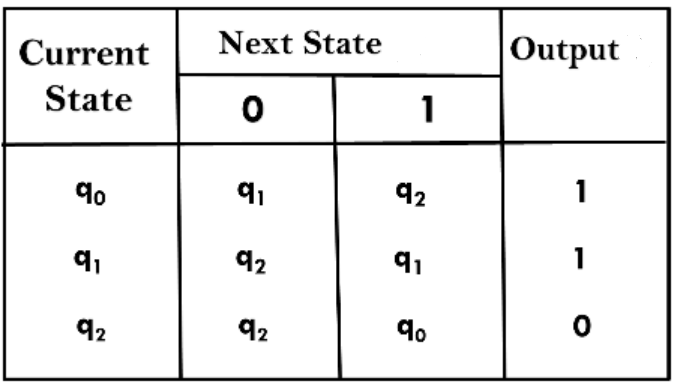 Current State
Next State
Output
0 1
q₀ q₁ q₂ 1
q₁ q₂ q₁ 1
q₂ q₂ q₀ 0